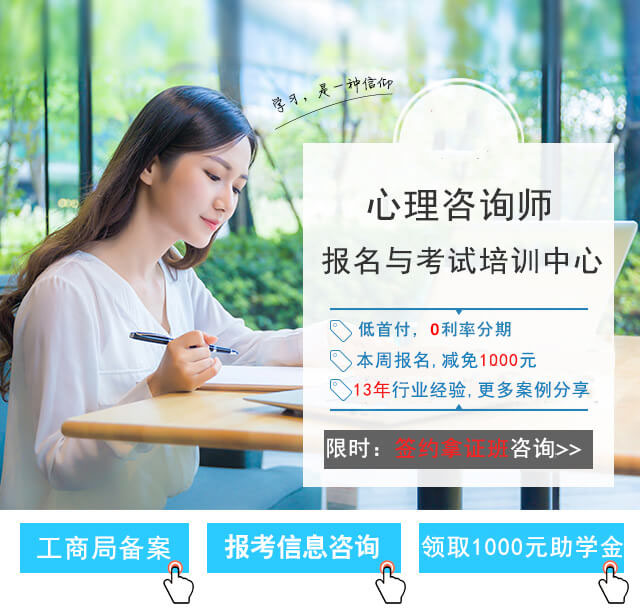 学习，是一种信仰
心理咨询师
报名与考试培训中心
低首付，0利率分期
本周报名,减免1000元
13年行业经验,更多案例分享
限时：签约拿证班咨询>>
工商局备案
报考信息咨询
领取1000元助学金